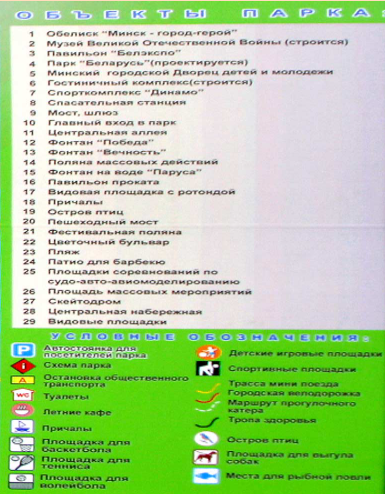 ОБЪЕКТЫ ПАРКА:
1 Обелиск "Минск - город-герой"
2 Музей Великой Отечественной Войны (строится)
3 Павильон "Белэкспо"
4 Парк "Беларусь"(проектируется)
5 Минский городской Дворец детей и молодежи
6 Гостиничный комплекс(строится)
7 Спорткомплекс "Динамо"
8 Спасательная станция
9 Мост, шлюз
10 Главный вход в парк
11 Центральная аллея
12 Фонтан "Победа"
13 Фонтан "Вечность"
14 Поляна массовых действий
15 Фонтан на воде "Паруса"
16 Павильон проката
17 Видовая площадка с ротондой
18 Причалы
19 Остров птиц
20 Пешеходный мост
21 Фестивальная поляна
22 Цветочный бульвар
23 Пляж
24 Патио для барбекю
25 Площадки соревнований по
судо-авто-авиомоделированию
26 Площадь массовых мероприятий
27 Скейтодром
28 Центральная набережная
29 Видовые площадки
УСЛОВНЫЕ ОБОЗНАЧЕНИЯ:
P Автостоянка для
посетителей парка
i Схема парка
А Остановка общественного
транспорта
WC Туалеты
Летние кафе
Причалы
Площадка для
баскетбола
Площадка для
тенниса
Площадка для
волейбола
Детские игровые площадки
Спортивные площадки
Трасса мини поезда
Городская велодорожка
Маршрут прогулочного
катера
Тропа здоровья
Остров птиц
Площадка для выгула
собак
Места для рыбной ловли